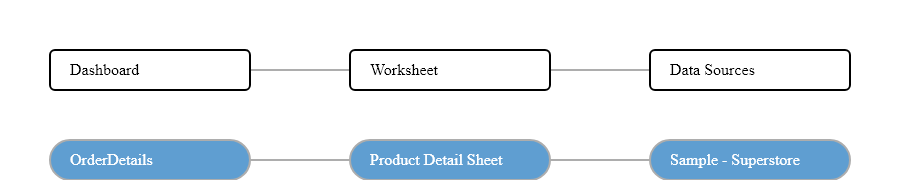 Dashboard
Worksheet
Data Sources
OrderDetails
Product Detail Sheet
Sample - Superstore